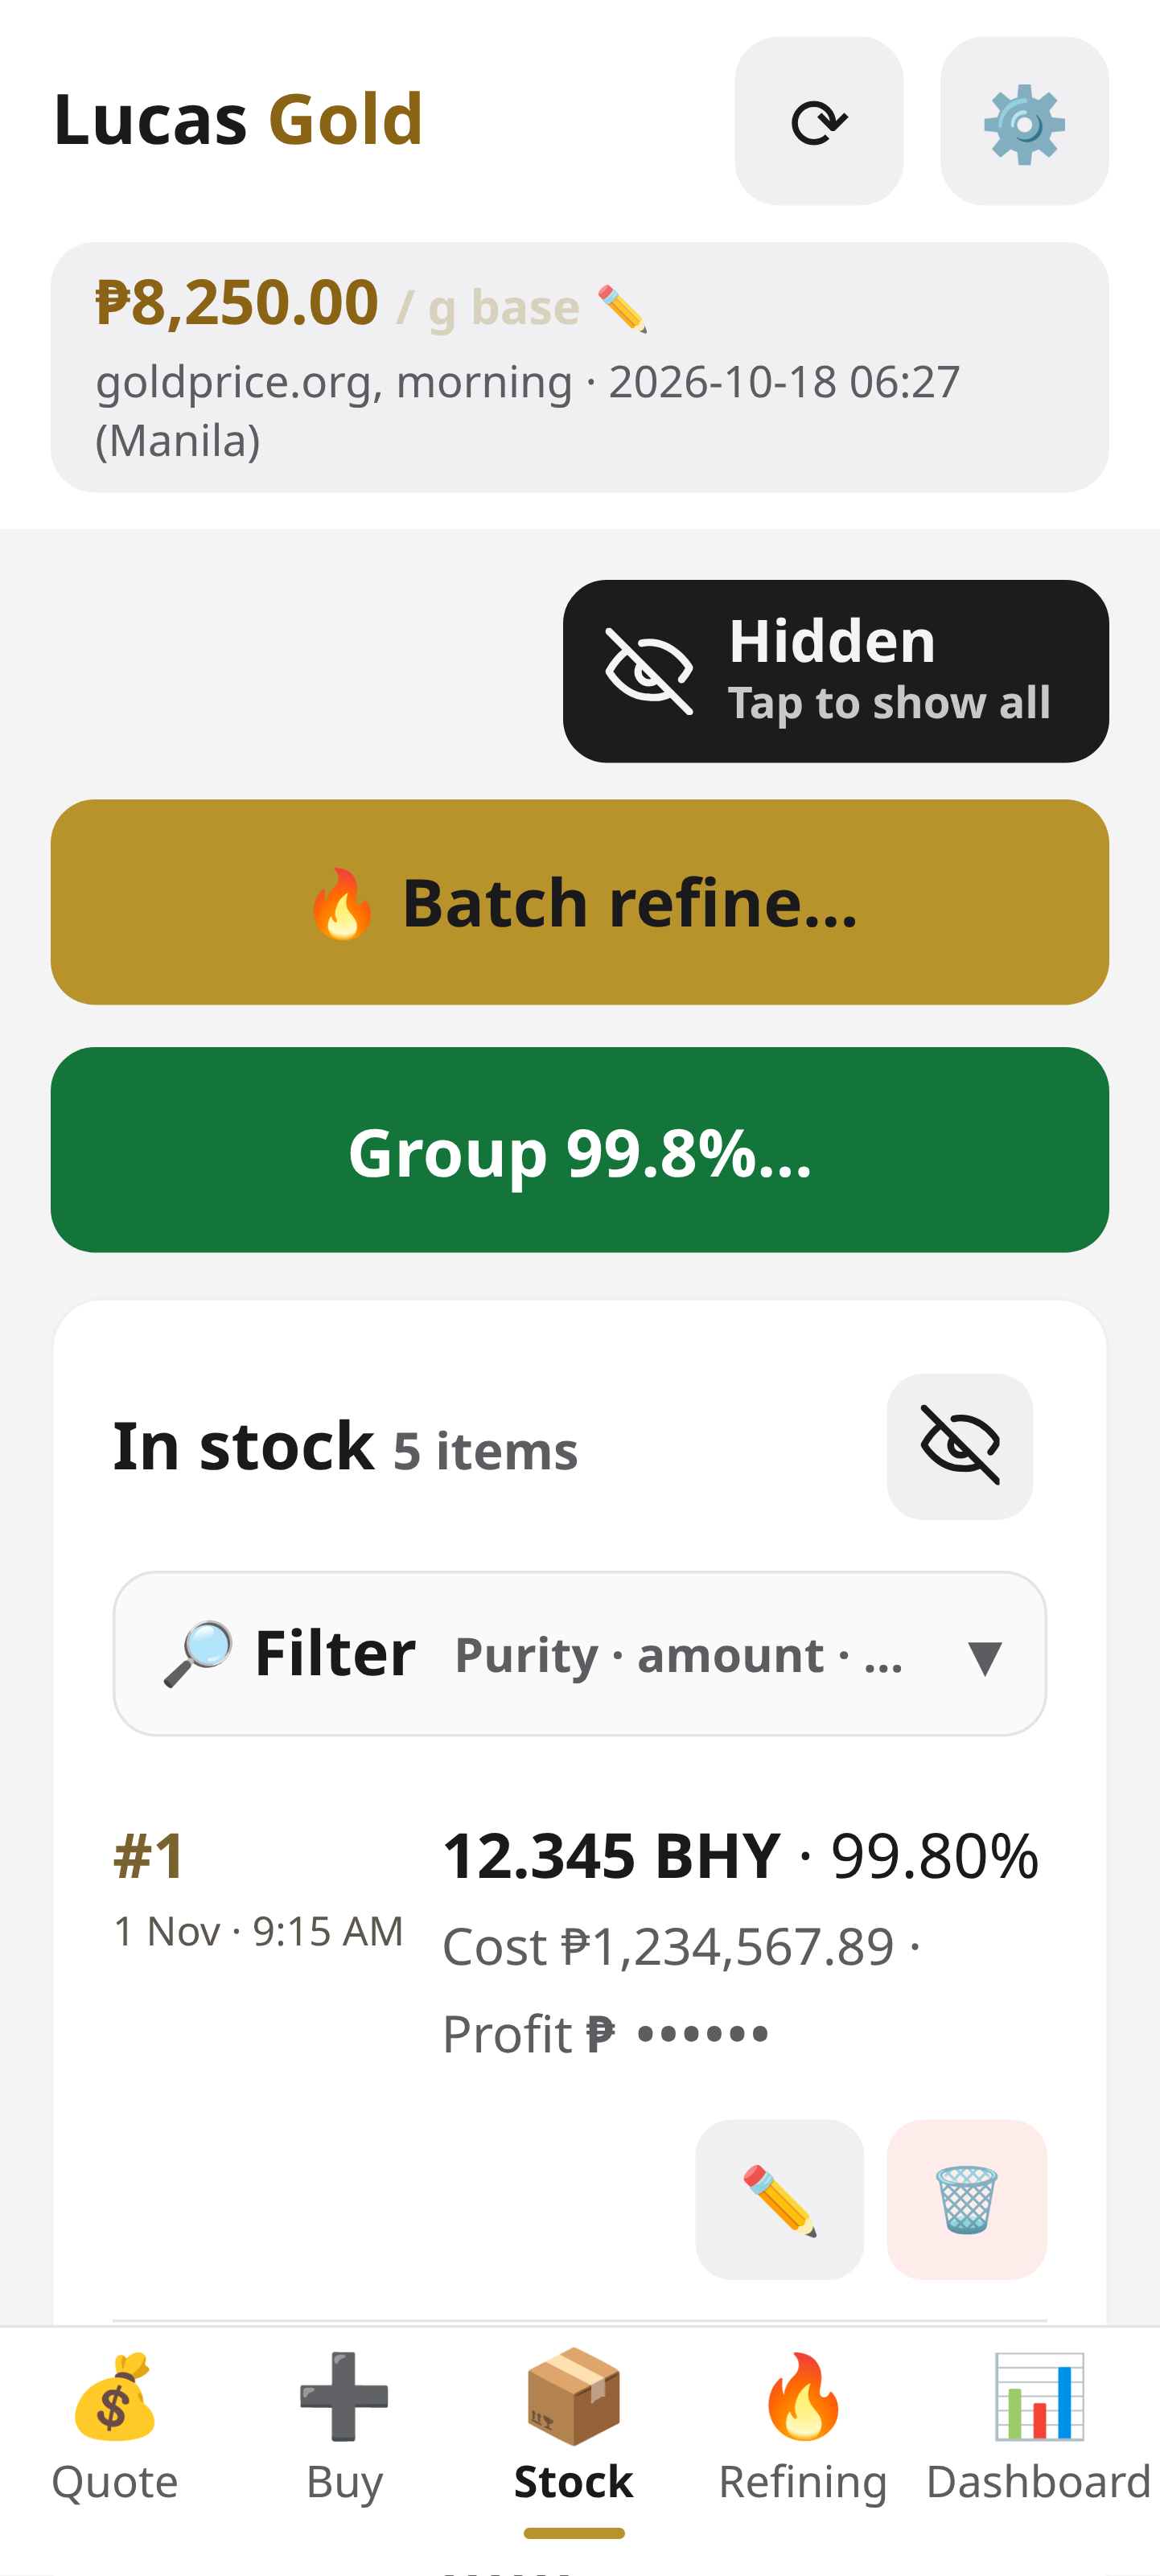 Lucas Gold
₱8,250.00 / g base
goldprice.org, morning · 2026-10-18 06:27
(Manila)
Hidden
Tap to show all
Batch refine...
Group 99.8%...
In stock 5 items
Filter Purity · amount · ...
#1
12.345 BHY · 99.80%
1 Nov · 9:15 AM
Cost ₱1,234,567.89 ·
Profit ₱ ••••••
Quote
Buy
Stock
Refining
Dashboard